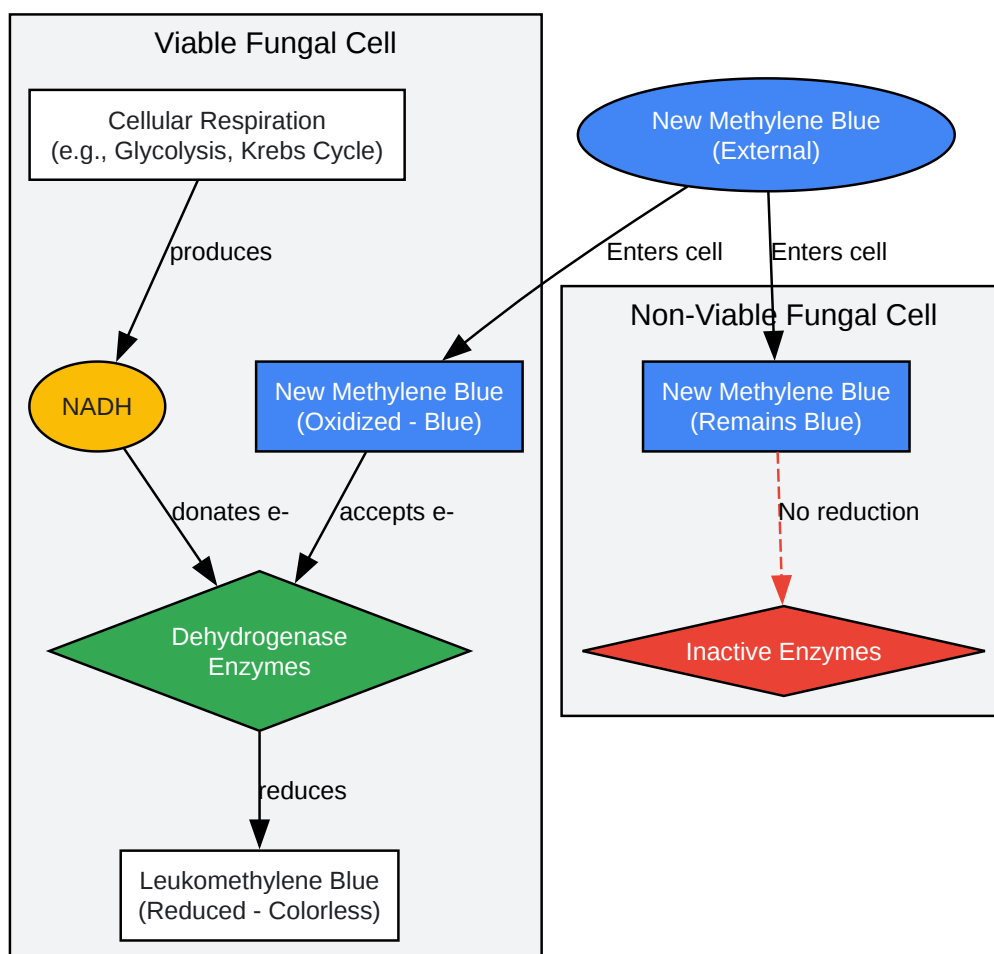 Viable Fungal Cell
Cellular Respiration
(e.g., Glycolysis, Krebs Cycle)
New Methylene Blue
(External)
produces
Enters cell
Enters cell
Non-Viable Fungal Cell
NADH
New Methylene Blue
(Oxidized - Blue)
New Methylene Blue
(Remains Blue)
donates e-
accepts e-
No reduction
Dehydrogenase
Enzymes
Inactive Enzymes
reduces
Leukomethylene Blue
(Reduced - Colorless)